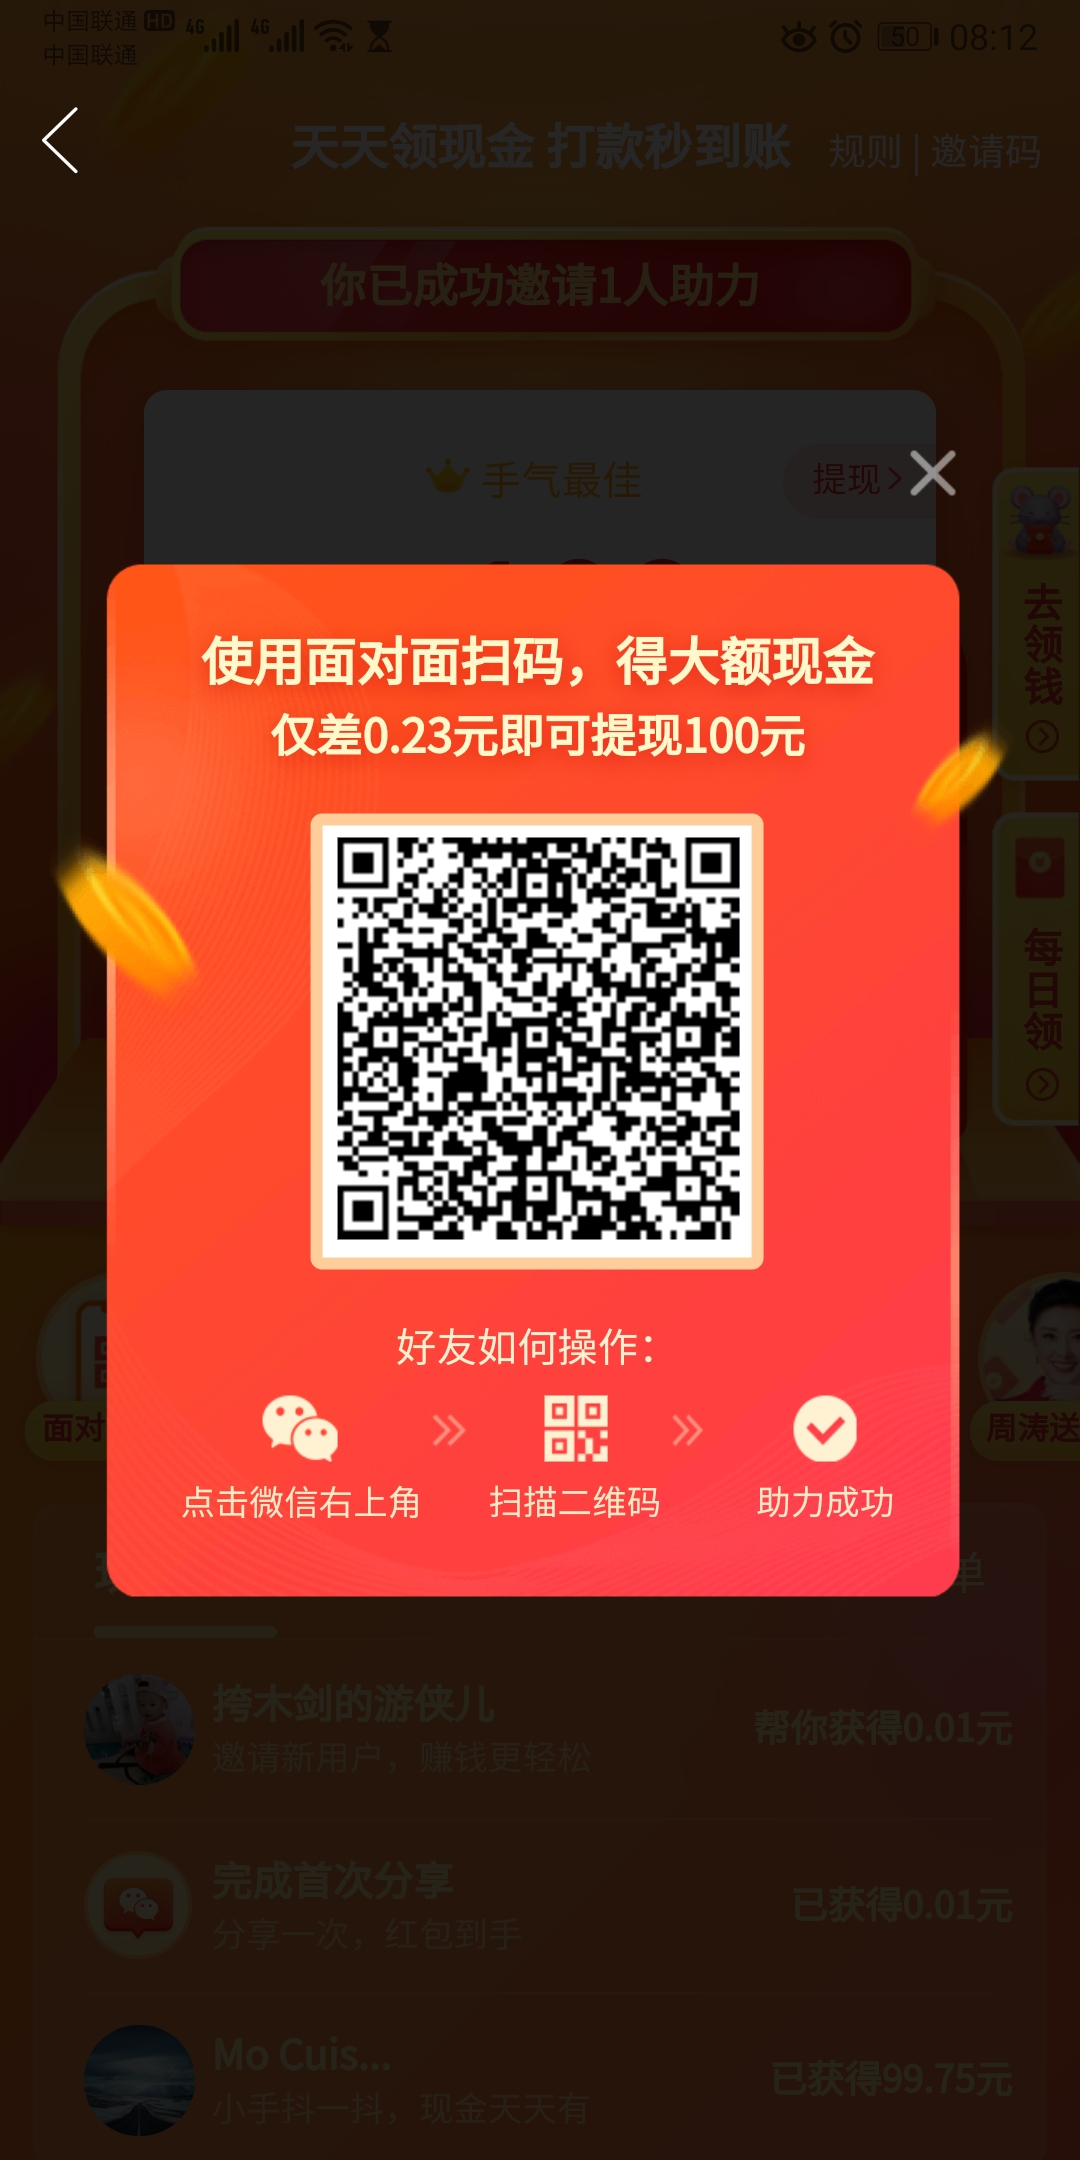 中国联通 HD 4G 4G 50 08:12
中国联通
天天领现金 打款秒到账 规则 | 邀请码
你已成功邀请1人助力
手气最佳 提现
去领钱
使用面对面扫码，得大额现金
仅差0.23元即可提现100元
每日领
好友如何操作：
点击微信右上角 扫描二维码 助力成功
面对
周涛送
单
挎木剑的游侠儿 帮你获得0.01元
邀请新用户，赚钱更轻松
完成首次分享 已获得0.01元
分享一次，红包到手
Mo Cuis... 已获得99.75元
小手抖一抖，现金天天有